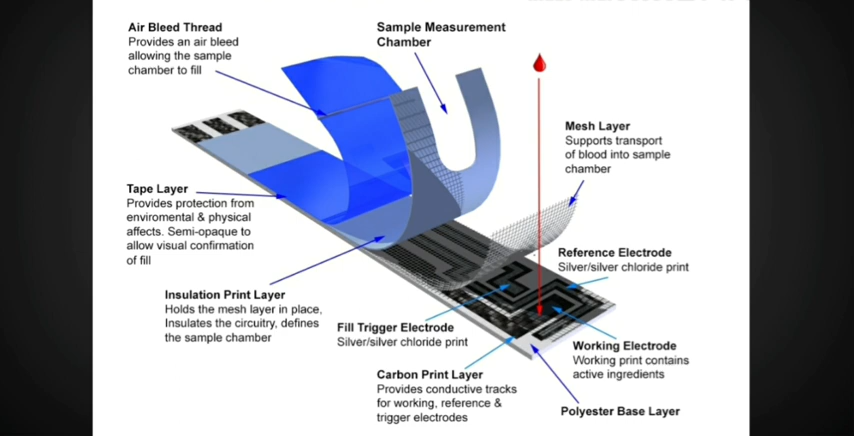 Air Bleed Thread
Provides an air bleed
allowing the sample
chamber to fill
Sample Measurement
Chamber
Mesh Layer
Supports transport
of blood into sample
chamber
Tape Layer
Provides protection from
enviromental & physical
affects. Semi-opaque to
allow visual confirmation
of fill
Reference Electrode
Silver/silver chloride print
Insulation Print Layer
Holds the mesh layer in place,
Insulates the circuitry, defines
the sample chamber
Fill Trigger Electrode
Silver/silver chloride print
Working Electrode
Working print contains
active ingredients
Carbon Print Layer
Provides conductive tracks
for working, reference &
trigger electrodes
Polyester Base Layer